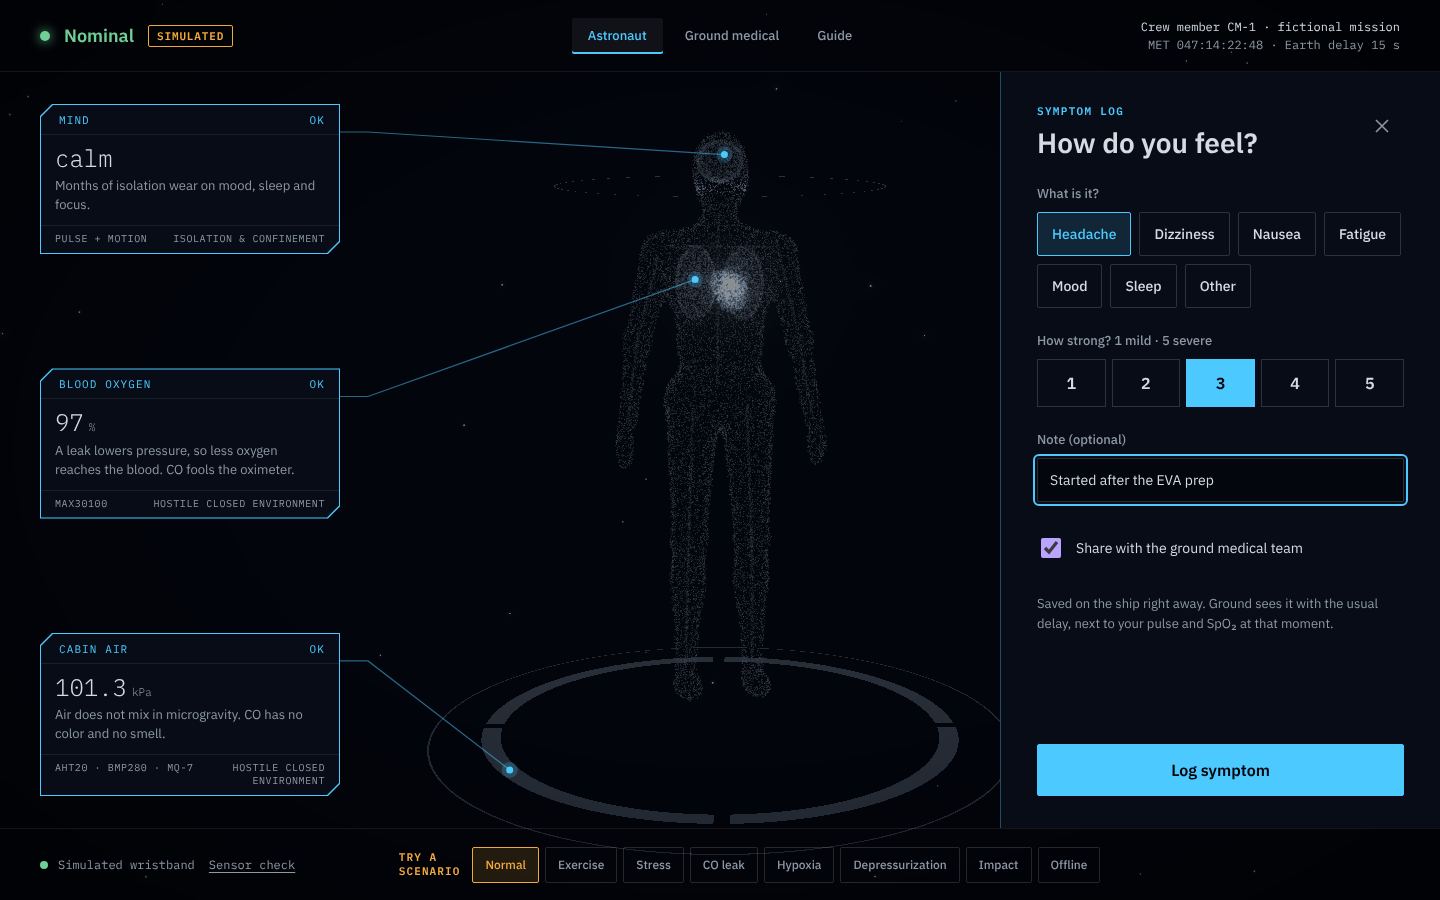 Nominal
SIMULATED
Astronaut
Ground medical
Guide
Crew member CM-1 · fictional mission
MET 047:14:22:48 · Earth delay 15 s
MIND OK
calm
Months of isolation wear on mood, sleep and
focus.
PULSE + MOTION ISOLATION & CONFINEMENT
BLOOD OXYGEN OK
97 %
A leak lowers pressure, so less oxygen
reaches the blood. CO fools the oximeter.
MAX30100 HOSTILE CLOSED ENVIRONMENT
CABIN AIR OK
101.3 kPa
Air does not mix in microgravity. CO has no
color and no smell.
AHT20 · BMP280 · MQ-7 HOSTILE CLOSED
ENVIRONMENT
SYMPTOM LOG
How do you feel?
What is it?
Headache Dizziness Nausea Fatigue
Mood Sleep Other
How strong? 1 mild · 5 severe
1 2 3 4 5
Note (optional)
Started after the EVA prep
Share with the ground medical team
Saved on the ship right away. Ground sees it with the usual
delay, next to your pulse and SpO₂ at that moment.
Log symptom
Simulated wristband Sensor check
TRY A
SCENARIO
Normal Exercise Stress CO leak Hypoxia Depressurization Impact Offline